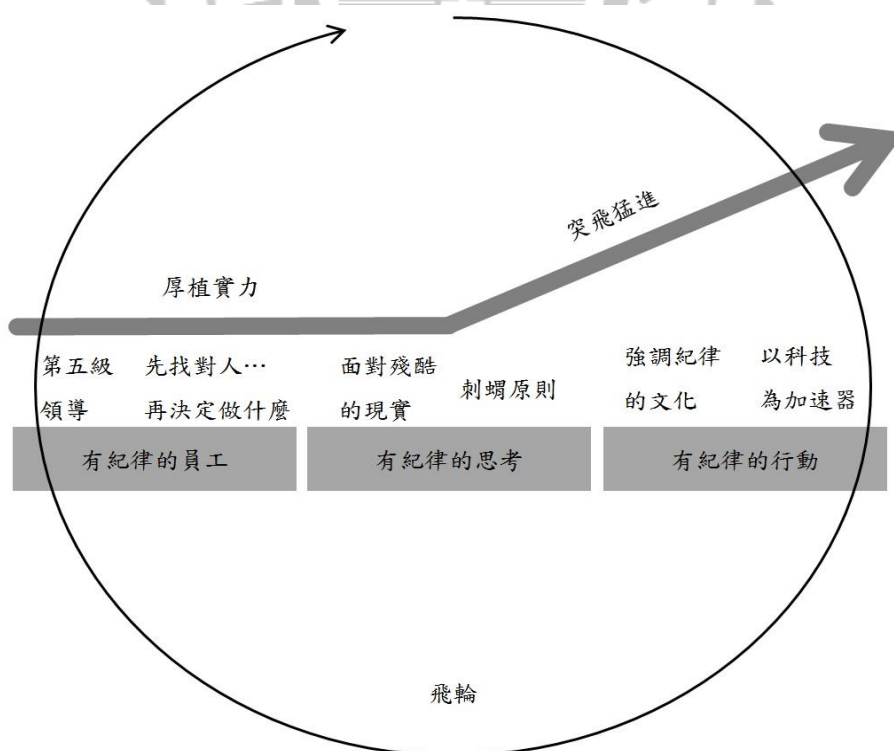 突飛猛進
厚植實力
第五級
領導
先找對人…
再決定做什麼
面對殘酷
的現實
刺蝟原則
強調紀律
的文化
以科技
為加速器
有紀律的員工
有紀律的思考
有紀律的行動
飛輪